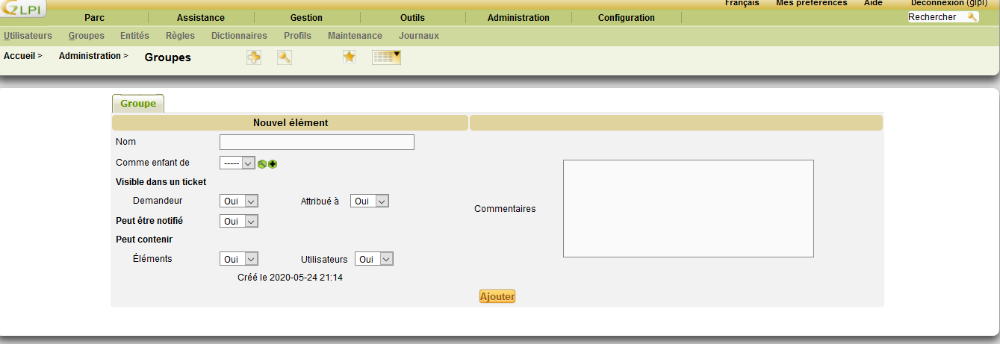 GLPI
Français Mes préférences Aide Déconnexion (glpi)
Parc Assistance Gestion Outils Administration Configuration Rechercher
Utilisateurs Groupes Entités Règles Dictionnaires Profils Maintenance Journaux
Accueil > Administration > Groupes
Groupe
Nouvel élément
Nom
Comme enfant de -----
Visible dans un ticket
Demandeur Oui Attribué à Oui
Commentaires
Peut être notifié Oui
Peut contenir
Éléments Oui Utilisateurs Oui
Créé le 2020-05-24 21:14
Ajouter